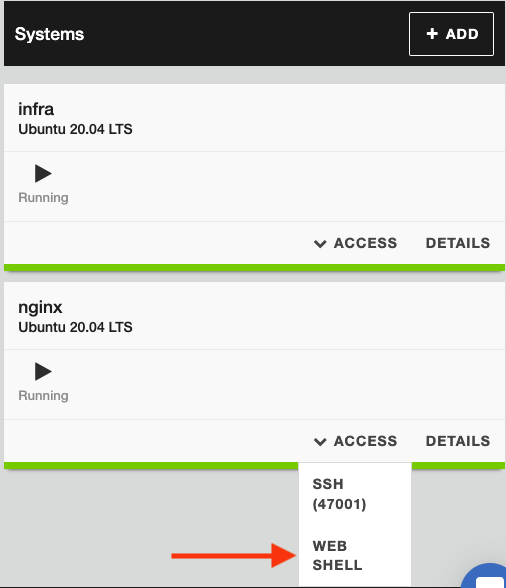 Systems
+ ADD
infra
Ubuntu 20.04 LTS
Running
ACCESS DETAILS
nginx
Ubuntu 20.04 LTS
Running
ACCESS DETAILS
SSH
(47001)
WEB
SHELL